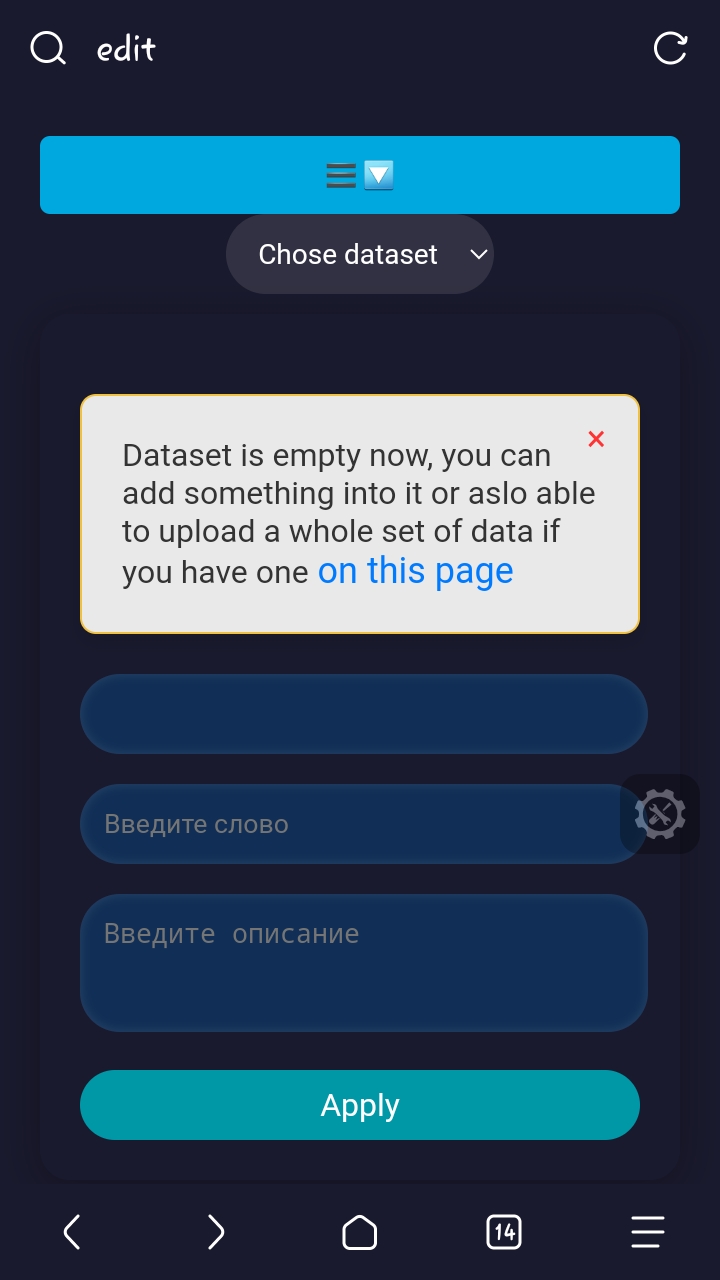 edit
Chose dataset
×
Dataset is empty now, you can
add something into it or aslo able
to upload a whole set of data if
you have one on this page
Введите слово
Введите описание
Apply
14